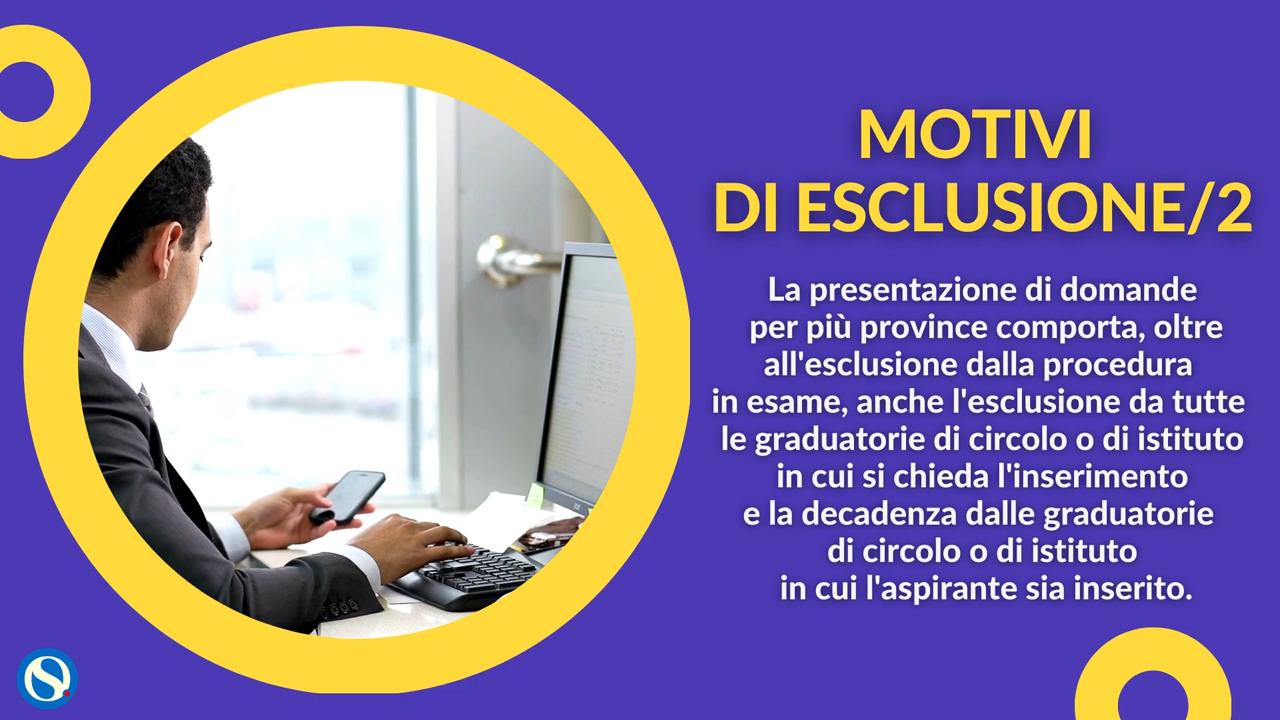 MOTIVI
DI ESCLUSIONE/2
La presentazione di domande
per più province comporta, oltre
all'esclusione dalla procedura
in esame, anche l'esclusione da tutte
le graduatorie di circolo o di istituto
in cui si chieda l'inserimento
e la decadenza dalle graduatorie
di circolo o di istituto
in cui l'aspirante sia inserito.
S